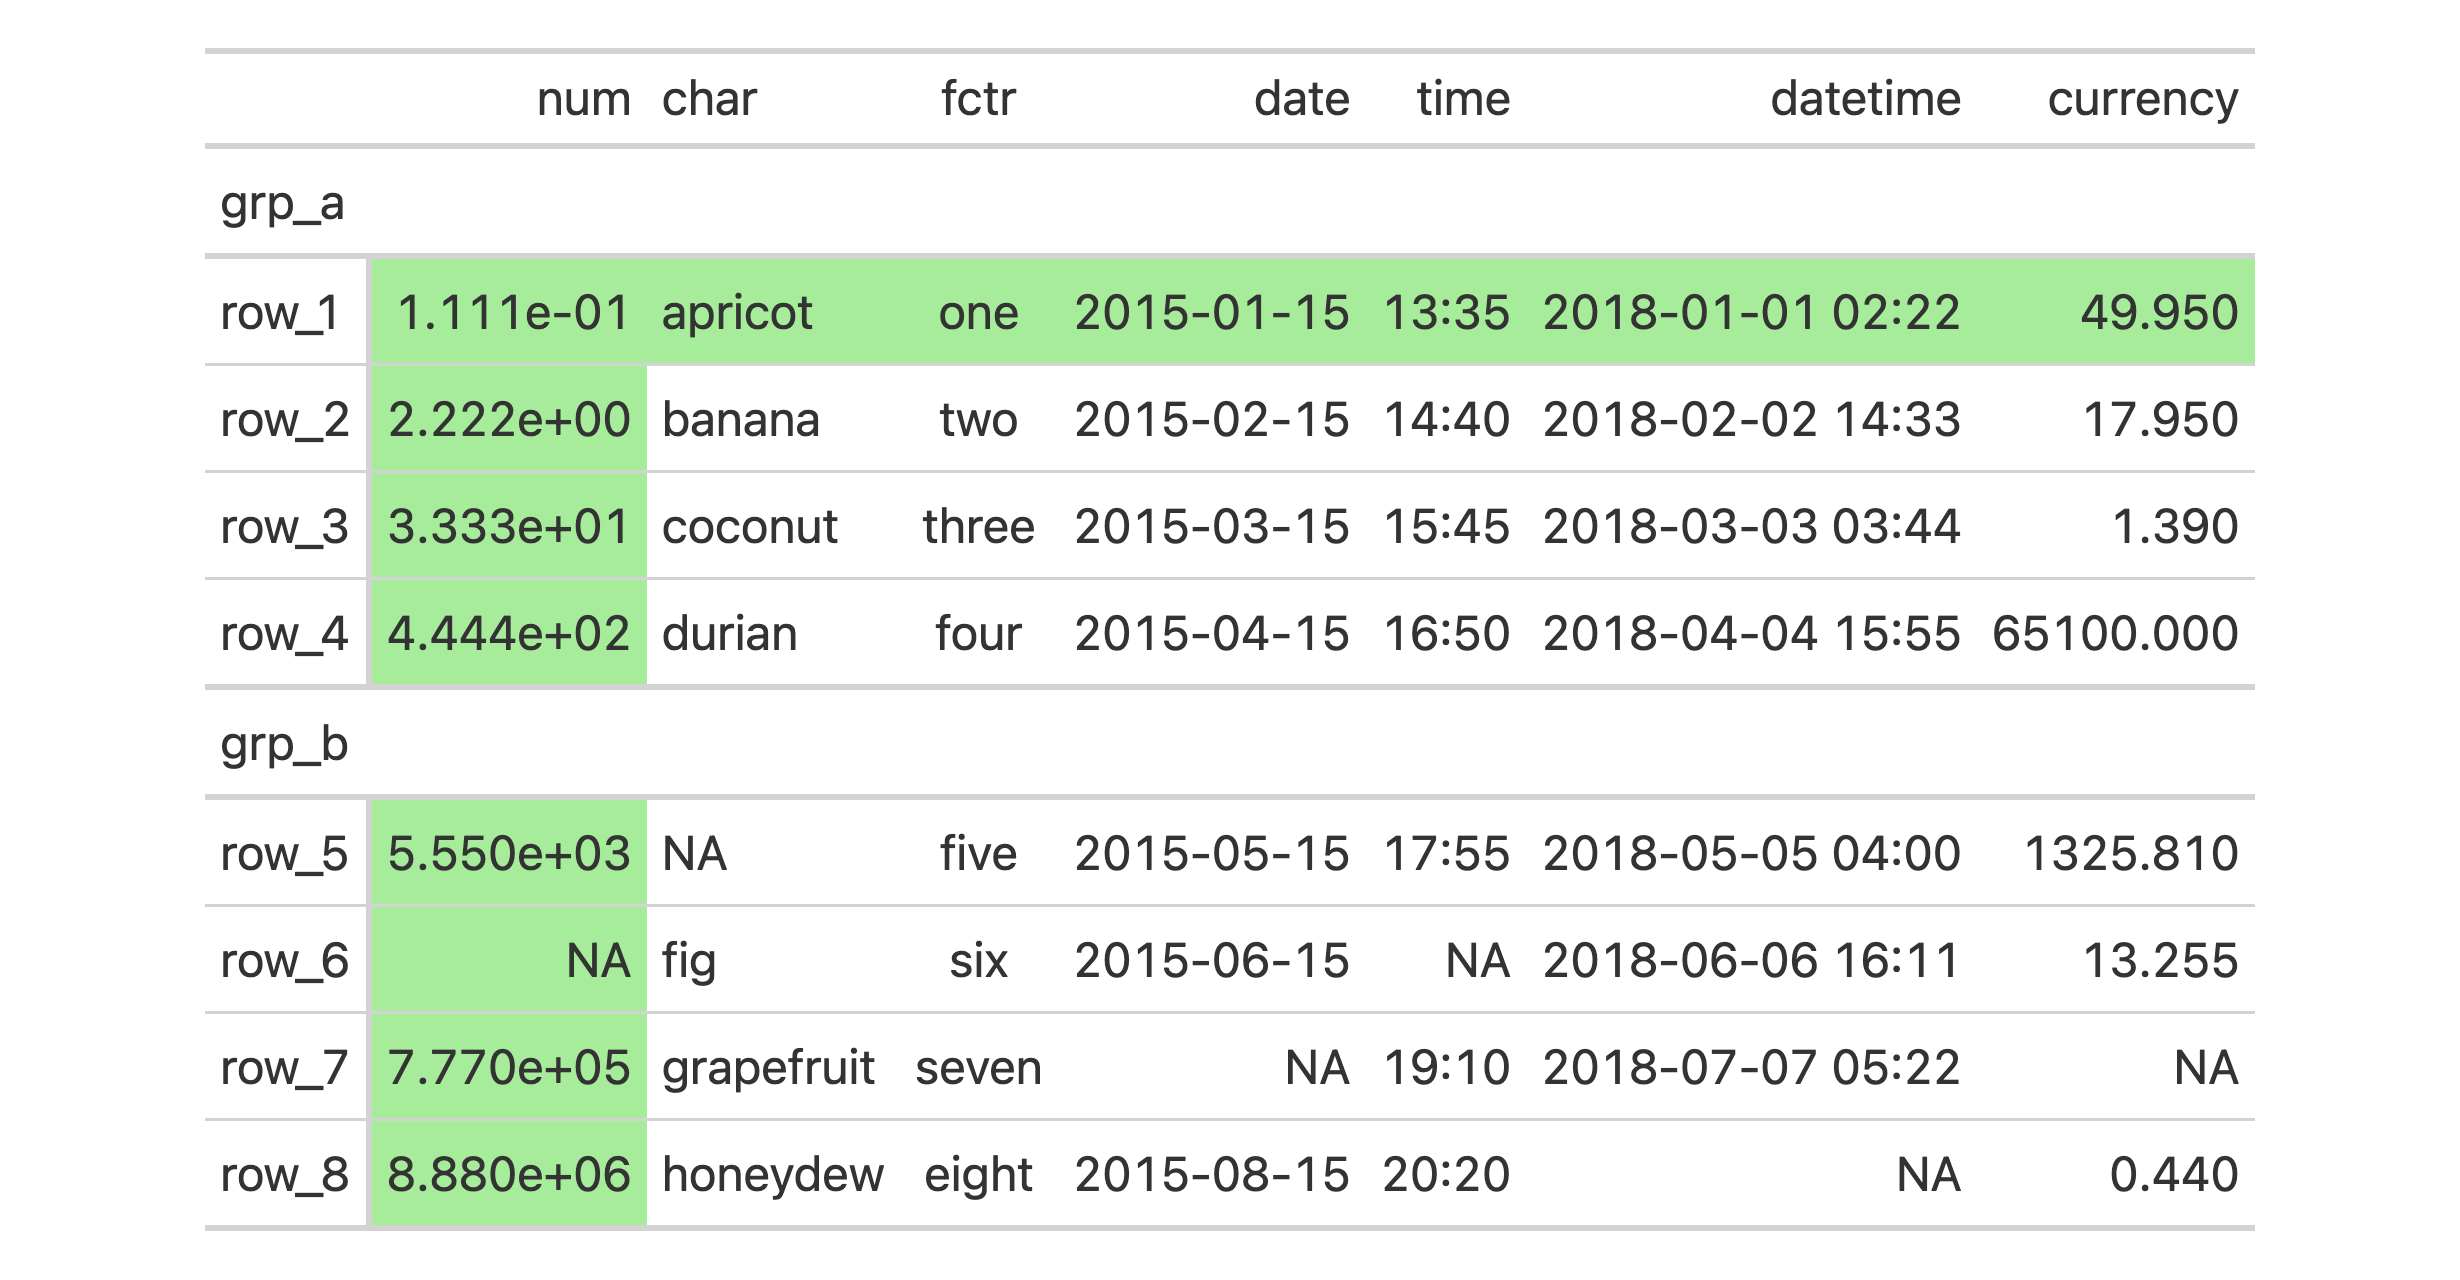 num char fctr date time datetime currency
grp_a
row_1 1.111e-01 apricot one 2015-01-15 13:35 2018-01-01 02:22 49.950
row_2 2.222e+00 banana two 2015-02-15 14:40 2018-02-02 14:33 17.950
row_3 3.333e+01 coconut three 2015-03-15 15:45 2018-03-03 03:44 1.390
row_4 4.444e+02 durian four 2015-04-15 16:50 2018-04-04 15:55 65100.000
grp_b
row_5 5.550e+03 NA five 2015-05-15 17:55 2018-05-05 04:00 1325.810
row_6 NA fig six 2015-06-15 NA 2018-06-06 16:11 13.255
row_7 7.770e+05 grapefruit seven NA 19:10 2018-07-07 05:22 NA
row_8 8.880e+06 honeydew eight 2015-08-15 20:20 NA 0.440